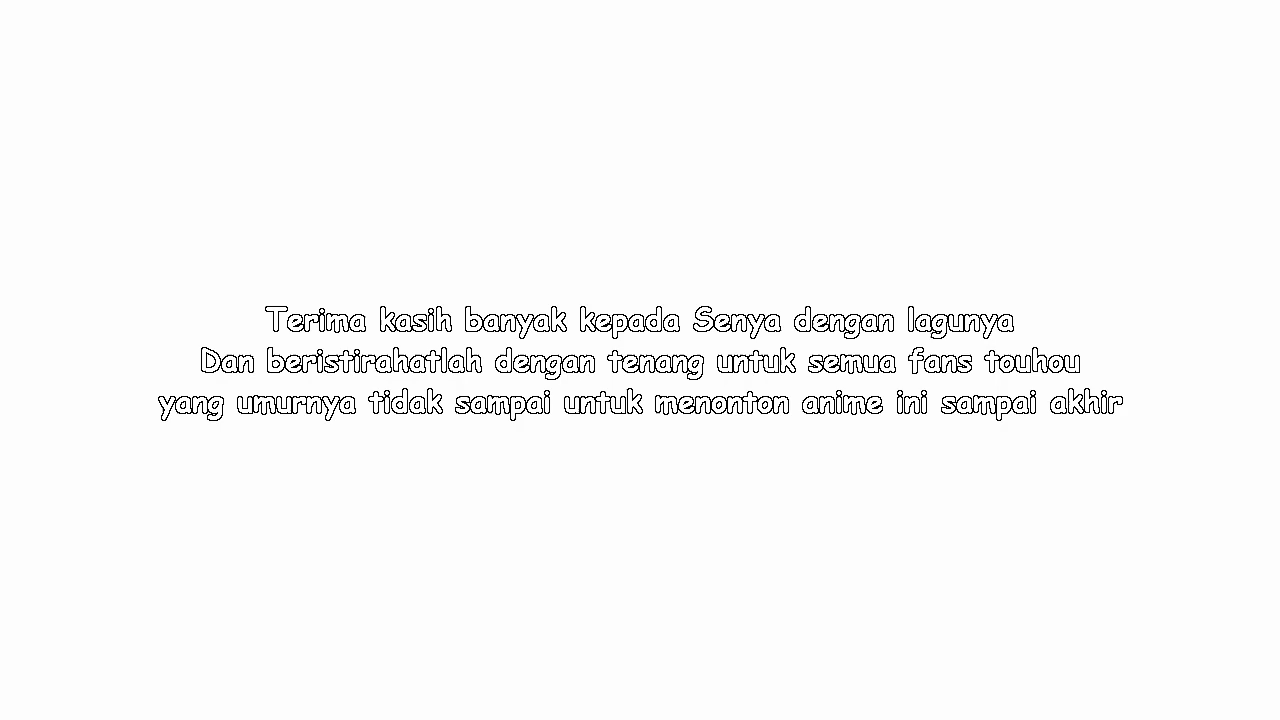 Terima kasih banyak kepada Senya dengan lagunya
Dan beristirahatlah dengan tenang untuk semua fans touhou
yang umurnya tidak sampai untuk menonton anime ini sampai akhir